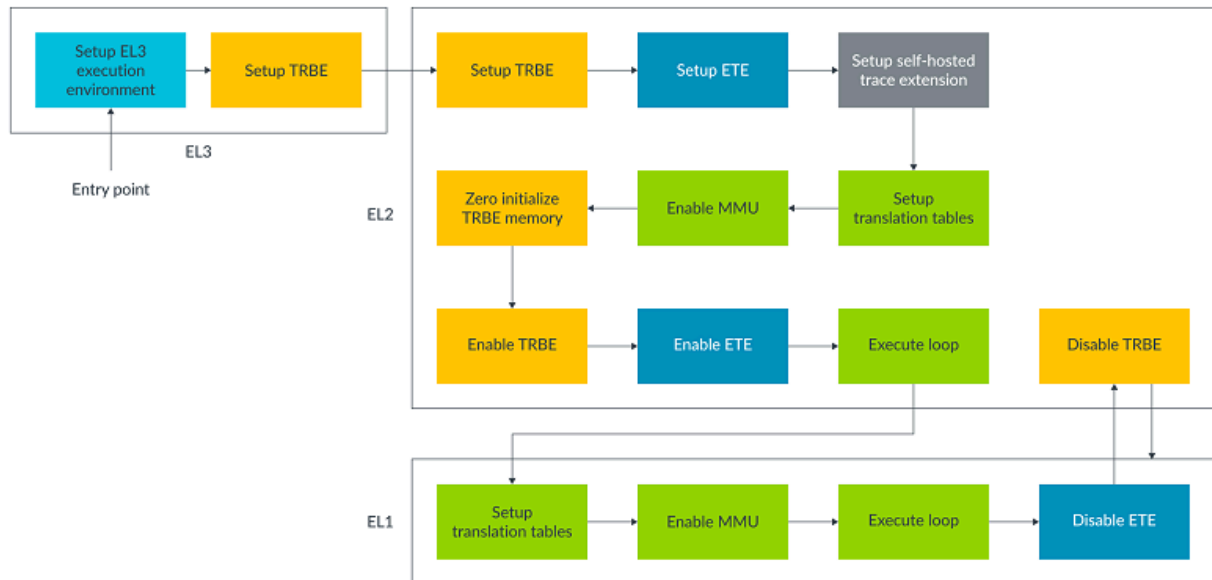 Setup EL3
execution
environment
Setup TRBE
Setup TRBE
Setup ETE
Setup self-hosted
trace extension
EL3
Entry point
EL2
Zero initialize
TRBE memory
Enable MMU
Setup
translation tables
Enable TRBE
Enable ETE
Execute loop
Disable TRBE
EL1
Setup
translation tables
Enable MMU
Execute loop
Disable ETE